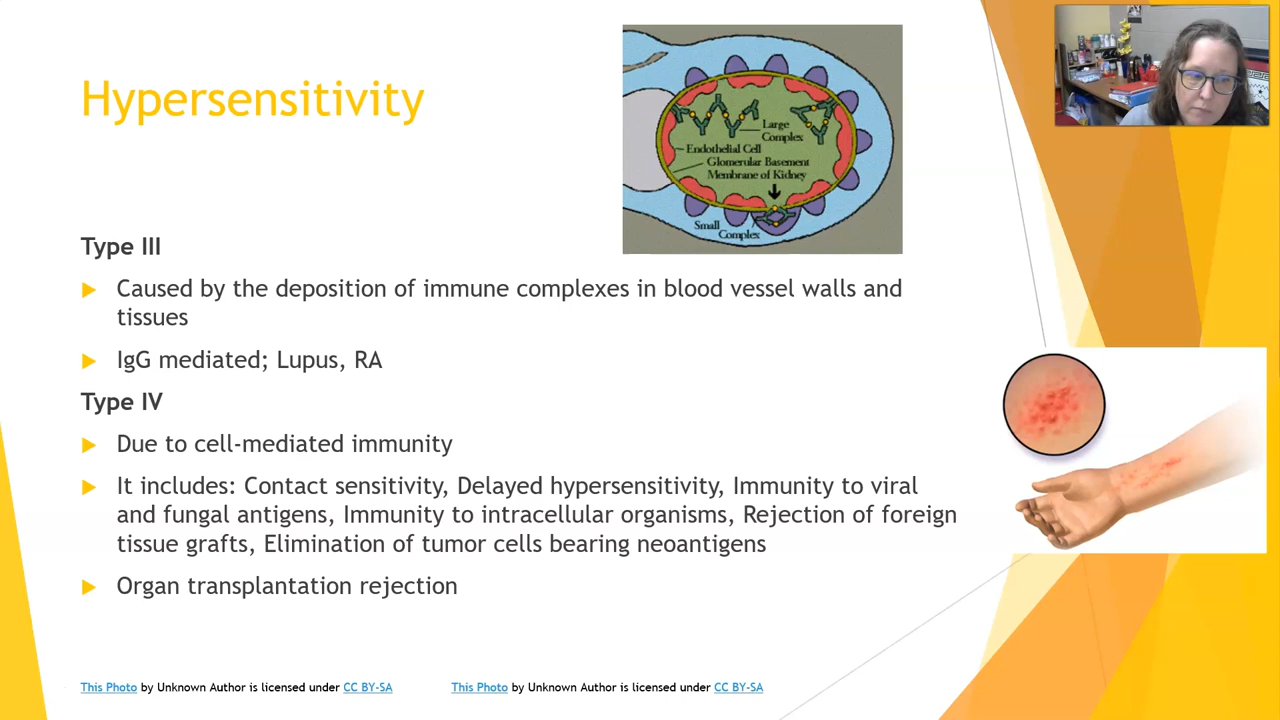 Hypersensitivity
Large
Complex
Endothelial Cell
Glomerular Basement
Membrane of Kidney
Small
Complex
Type III
Caused by the deposition of immune complexes in blood vessel walls and
tissues
IgG mediated; Lupus, RA
Type IV
Due to cell-mediated immunity
It includes: Contact sensitivity, Delayed hypersensitivity, Immunity to viral
and fungal antigens, Immunity to intracellular organisms, Rejection of foreign
tissue grafts, Elimination of tumor cells bearing neoantigens
Organ transplantation rejection
This Photo by Unknown Author is licensed under CC BY-SA
This Photo by Unknown Author is licensed under CC BY-SA